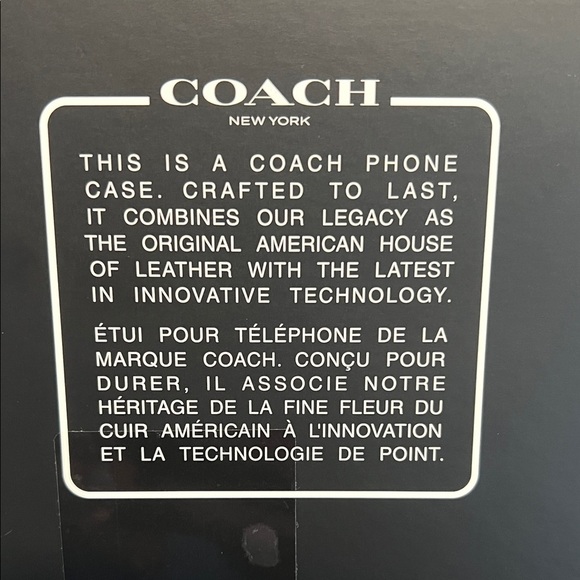 COACH
NEW YORK
THIS IS A COACH PHONE
CASE. CRAFTED TO LAST,
IT COMBINES OUR LEGACY AS
THE ORIGINAL AMERICAN HOUSE
OF LEATHER WITH THE LATEST
IN INNOVATIVE TECHNOLOGY.
ÉTUI POUR TÉLÉPHONE DE LA
MARQUE COACH. CONÇU POUR
DURER, IL ASSOCIE NOTRE
HÉRITAGE DE LA FINE FLEUR DU
CUIR AMÉRICAIN À L'INNOVATION
ET LA TECHNOLOGIE DE POINT.